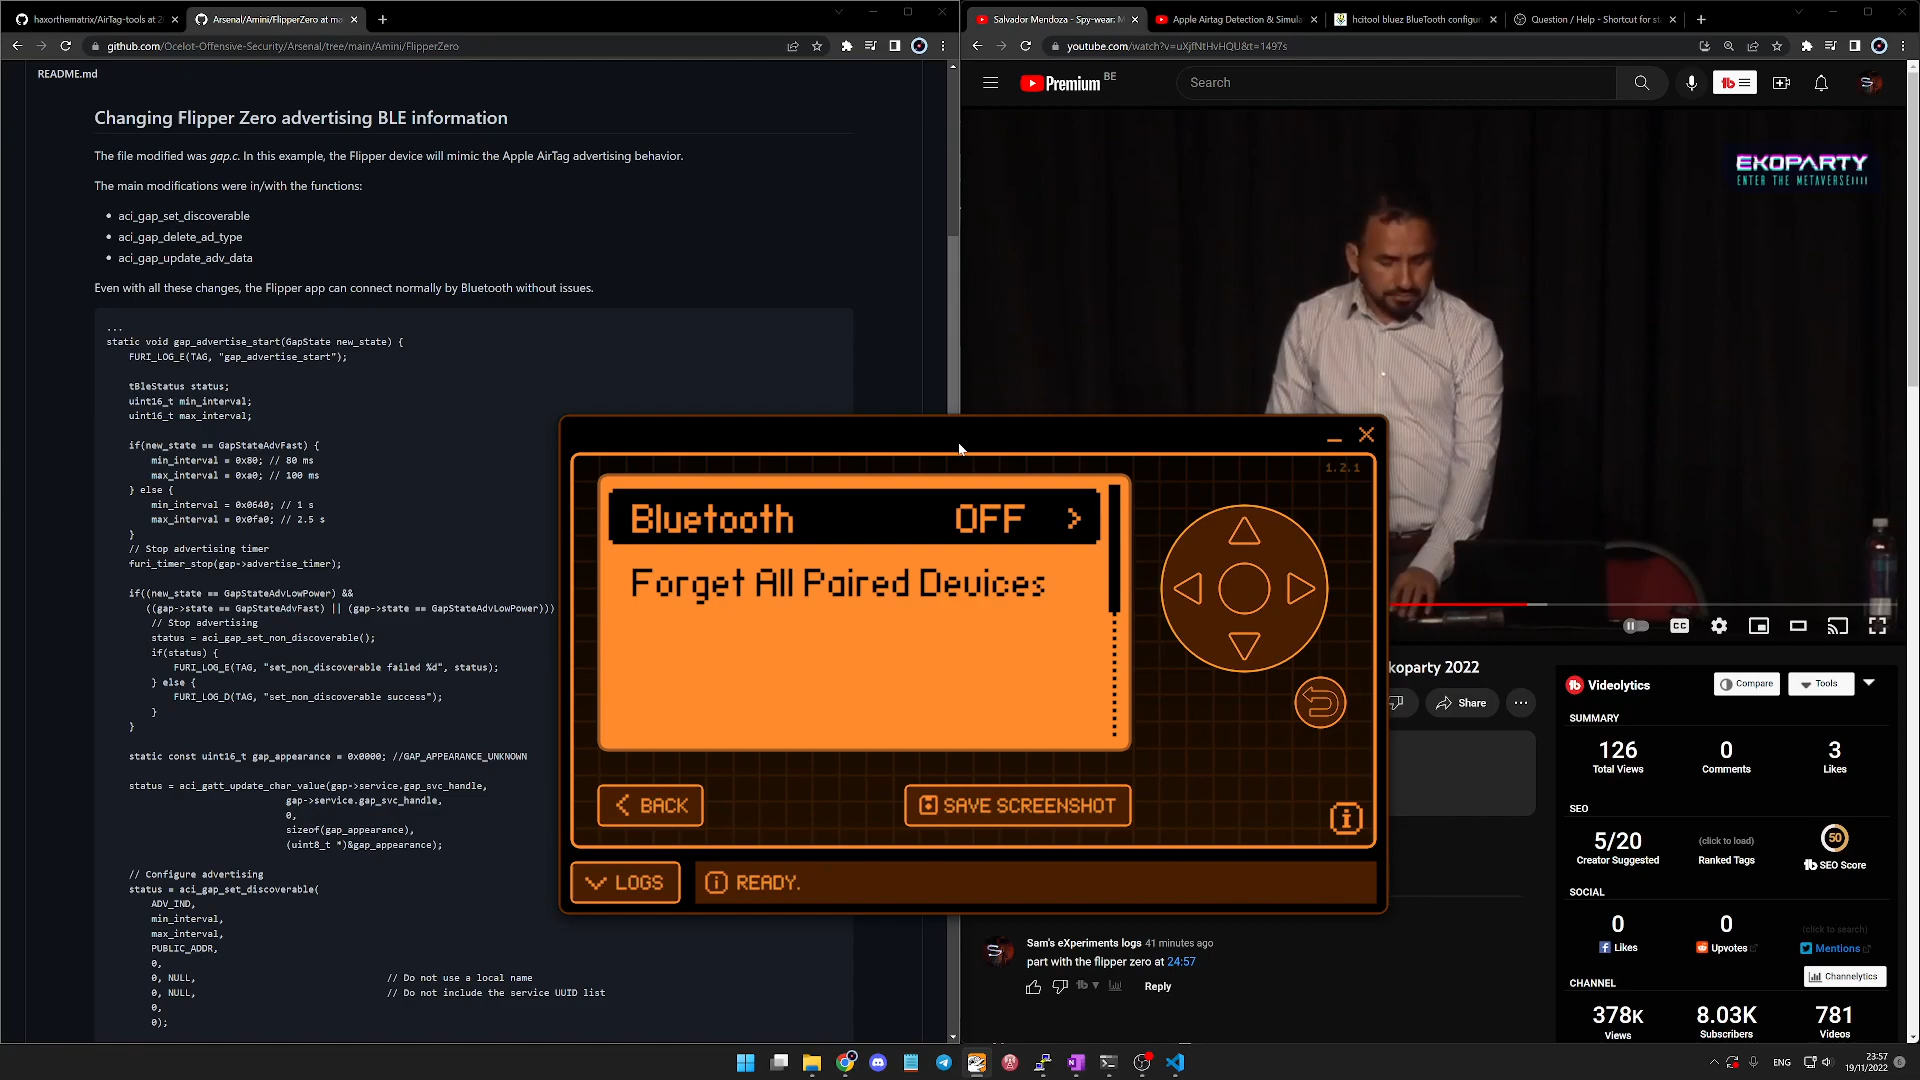 haxorthematrix/AirTag-tools at 2
Arsenal/Amini/FlipperZero at ma
github.com/Ocelot-Offensive-Security/Arsenal/tree/main/Amini/FlipperZero
README.md
Changing Flipper Zero advertising BLE information
The file modified was gap.c. In this example, the Flipper device will mimic the Apple AirTag advertising behavior.
The main modifications were in/with the functions:
aci_gap_set_discoverable
aci_gap_delete_ad_type
aci_gap_update_adv_data
Even with all these changes, the Flipper app can connect normally by Bluetooth without issues.
...
static void gap_advertise_start(GapState new_state) {
FURI_LOG_E(TAG, "gap_advertise_start");
tBleStatus status;
uint16_t min_interval;
uint16_t max_interval;
if(new_state == GapStateAdvFast) {
min_interval = 0x80; // 80 ms
max_interval = 0xa0; // 100 ms
} else {
min_interval = 0x0640; // 1 s
max_interval = 0x0fa0; // 2.5 s
}
// Stop advertising timer
furi_timer_stop(gap->advertise_timer);
if((new_state == GapStateAdvLowPower) &&
((gap->state == GapStateAdvFast) || (gap->state == GapStateAdvLowPower)))
// Stop advertising
status = aci_gap_set_non_discoverable();
if(status) {
FURI_LOG_E(TAG, "set_non_discoverable failed %d", status);
} else {
FURI_LOG_D(TAG, "set_non_discoverable success");
}
}
static const uint16_t gap_appearance = 0x0000; //GAP_APPEARANCE_UNKNOWN
status = aci_gatt_update_char_value(gap->service.gap_svc_handle,
gap->service.gap_svc_handle,
0,
sizeof(gap_appearance),
(uint8_t *)&gap_appearance);
// Configure advertising
status = aci_gap_set_discoverable(
ADV_IND,
min_interval,
max_interval,
PUBLIC_ADDR,
0,
0, NULL, // Do not use a local name
0, NULL, // Do not include the service UUID list
0,
0);
Salvador Mendoza - Spy-wear: M
Apple Airtag Detection & Simula
hcitool bluez BlueTooth configur
Question / Help - Shortcut for st
youtube.com/watch?v=uXjfNtHvHQU&t=1497s
Premium BE
Search
EKOPARTY
ENTER THE METAVERSE!!!!
1.2.1
Bluetooth OFF >
Forget All Paired Devices
BACK
SAVE SCREENSHOT
LOGS
READY.
CC
koparty 2022
Share
Videolytics
Compare
Tools
SUMMARY
126
0
3
Total Views
Comments
Likes
SEO
5/20
(click to load)
50
Creator Suggested
Ranked Tags
tb SEO Score
SOCIAL
0
0
(click to search)
Likes
Upvotes
Mentions
Channelytics
CHANNEL
378K
8.03K
781
Views
Subscribers
Videos
Sam's eXperiments logs 41 minutes ago
part with the flipper zero at 24:57
Reply
ENG
23:57
19/11/2022